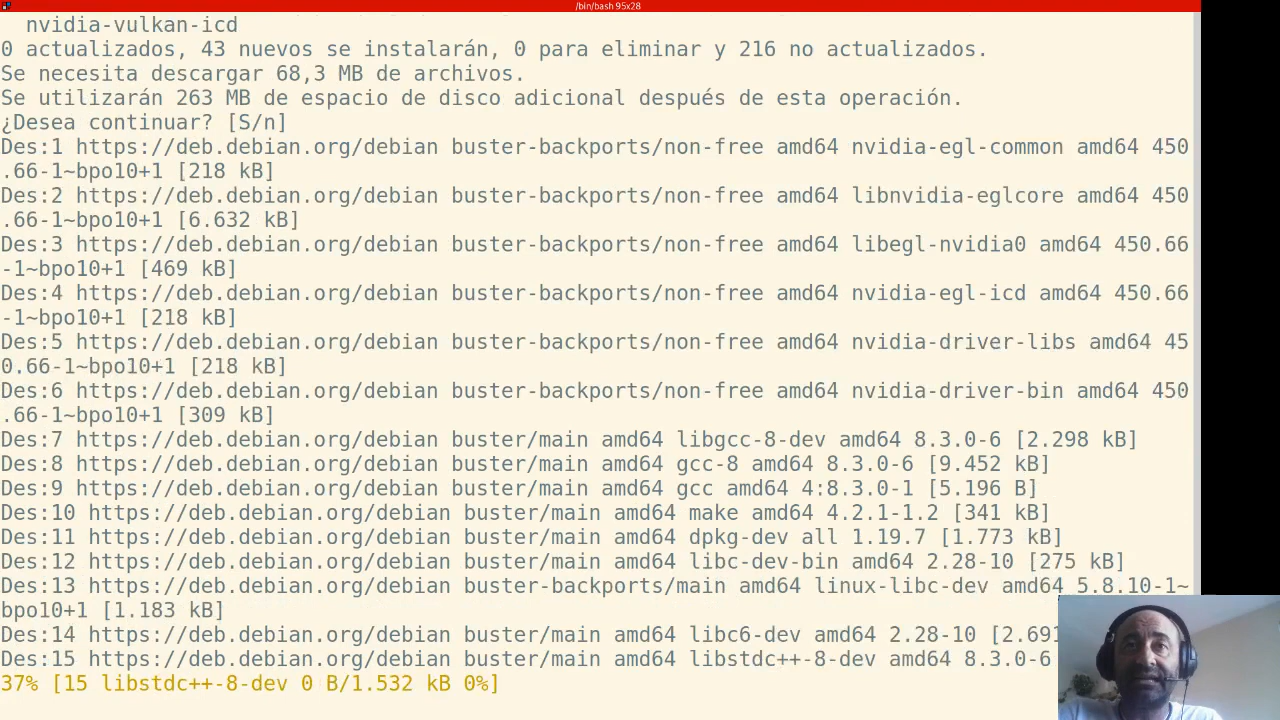 /bin/bash 95x28
nvidia-vulkan-icd
0 actualizados, 43 nuevos se instalarán, 0 para eliminar y 216 no actualizados.
Se necesita descargar 68,3 MB de archivos.
Se utilizarán 263 MB de espacio de disco adicional después de esta operación.
¿Desea continuar? [S/n]
Des:1 https://deb.debian.org/debian buster-backports/non-free amd64 nvidia-egl-common amd64 450
.66-1~bpo10+1 [218 kB]
Des:2 https://deb.debian.org/debian buster-backports/non-free amd64 libnvidia-eglcore amd64 450
.66-1~bpo10+1 [6.632 kB]
Des:3 https://deb.debian.org/debian buster-backports/non-free amd64 libegl-nvidia0 amd64 450.66
-1~bpo10+1 [469 kB]
Des:4 https://deb.debian.org/debian buster-backports/non-free amd64 nvidia-egl-icd amd64 450.66
-1~bpo10+1 [218 kB]
Des:5 https://deb.debian.org/debian buster-backports/non-free amd64 nvidia-driver-libs amd64 45
0.66-1~bpo10+1 [218 kB]
Des:6 https://deb.debian.org/debian buster-backports/non-free amd64 nvidia-driver-bin amd64 450
.66-1~bpo10+1 [309 kB]
Des:7 https://deb.debian.org/debian buster/main amd64 libgcc-8-dev amd64 8.3.0-6 [2.298 kB]
Des:8 https://deb.debian.org/debian buster/main amd64 gcc-8 amd64 8.3.0-6 [9.452 kB]
Des:9 https://deb.debian.org/debian buster/main amd64 gcc amd64 4:8.3.0-1 [5.196 B]
Des:10 https://deb.debian.org/debian buster/main amd64 make amd64 4.2.1-1.2 [341 kB]
Des:11 https://deb.debian.org/debian buster/main amd64 dpkg-dev all 1.19.7 [1.773 kB]
Des:12 https://deb.debian.org/debian buster/main amd64 libc-dev-bin amd64 2.28-10 [275 kB]
Des:13 https://deb.debian.org/debian buster-backports/main amd64 linux-libc-dev amd64 5.8.10-1~
bpo10+1 [1.183 kB]
Des:14 https://deb.debian.org/debian buster/main amd64 libc6-dev amd64 2.28-10 [2.691
Des:15 https://deb.debian.org/debian buster/main amd64 libstdc++-8-dev amd64 8.3.0-6
37% [15 libstdc++-8-dev 0 B/1.532 kB 0%]